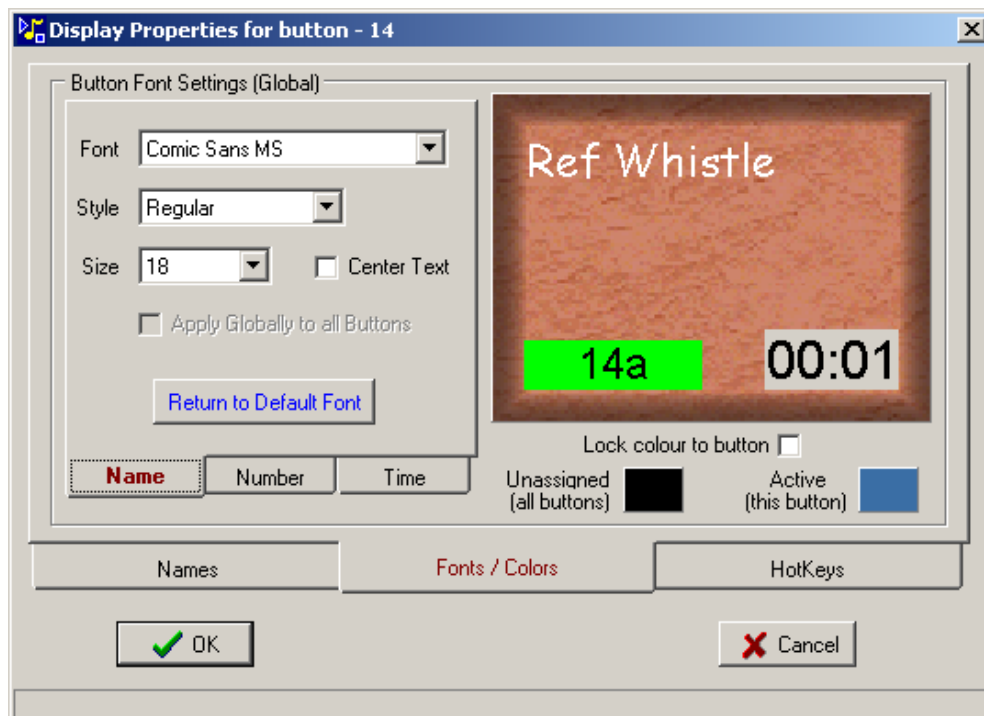 Display Properties for button - 14
Button Font Settings (Global)
Font Comic Sans MS
Style Regular
Size 18 Center Text
Apply Globally to all Buttons
Return to Default Font
Name Number Time
Ref Whistle
14a 00:01
Lock colour to button
Unassigned
(all buttons)
Active
(this button)
Names Fonts / Colors HotKeys
OK Cancel